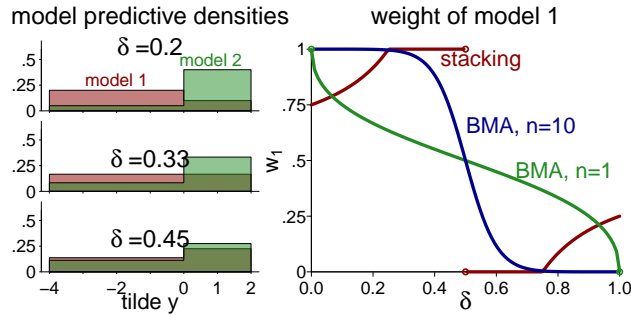 model predictive densities
δ =0.2
.5
.25
0
model 1
model 2
δ =0.33
.5
.25
0
δ =0.45
.5
.25
0
−4 −2 0 2
tilde y
weight of model 1
1
.75
.5
.25
0
w1
stacking
BMA, n=10
BMA, n=1
0.0 0.2 0.4 0.6 0.8 1.0
δ